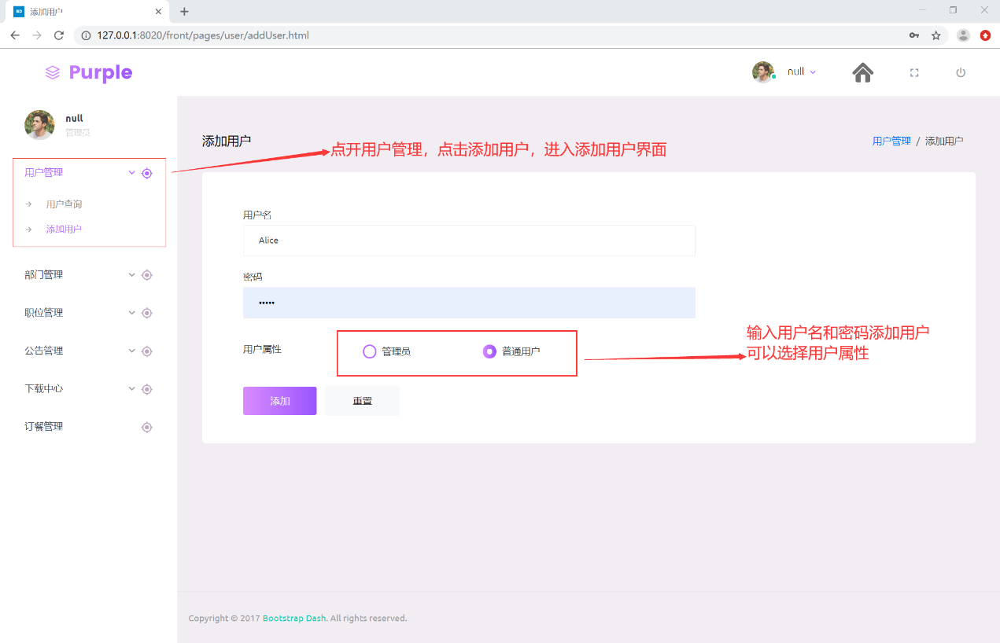 BD 添加用户
127.0.0.1:8020/front/pages/user/addUser.html
Purple
null
null
管理员
添加用户
点开用户管理，点击添加用户，进入添加用户界面
用户管理 / 添加用户
用户管理
用户查询
添加用户
部门管理
职位管理
公告管理
下载中心
订餐管理
用户名
Alice
密码
•••••
用户属性
管理员
普通用户
输入用户名和密码添加用户
可以选择用户属性
添加
重置
Copyright © 2017 Bootstrap Dash. All rights reserved.